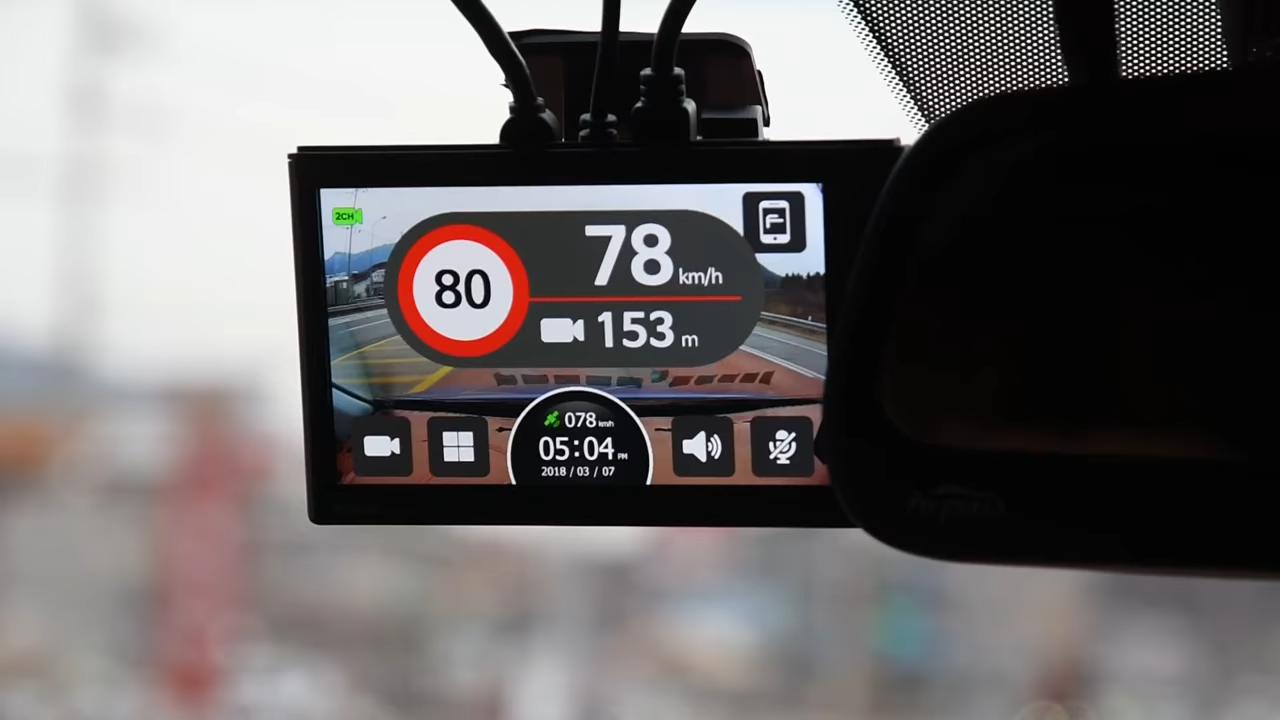 2CH
80
78 km/h
153 m
078 km/h
05:04 PM
2018 / 03 / 07